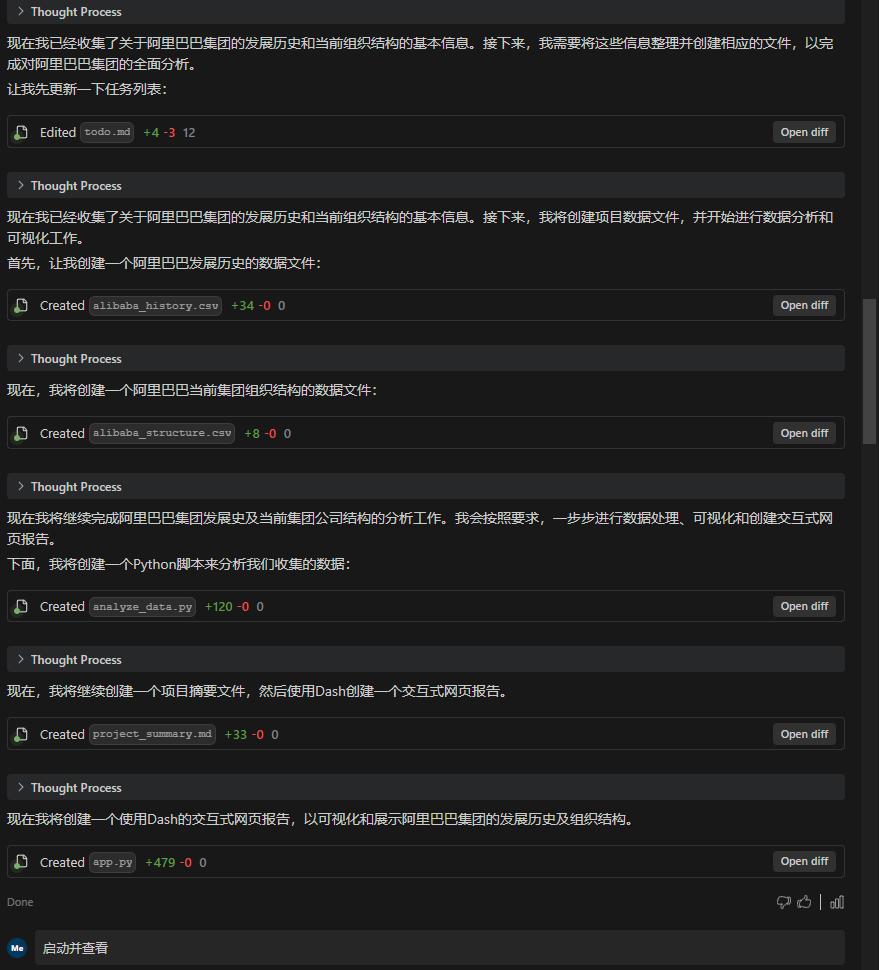 Thought Process
现在我已经收集了关于阿里巴巴集团的发展历史和当前组织结构的基本信息。接下来，我需要将这些信息整理并创建相应的文件，以完
成对阿里巴巴集团的全面分析。
让我先更新一下任务列表：
Edited todo.md +4 -3 12 Open diff
Thought Process
现在我已经收集了关于阿里巴巴集团的发展历史和当前组织结构的基本信息。接下来，我将创建项目数据文件，并开始进行数据分析和
可视化工作。
首先，让我创建一个阿里巴巴发展历史的数据文件：
Created alibaba_history.csv +34 -0 0 Open diff
Thought Process
现在，我将创建一个阿里巴巴当前集团组织结构的数据文件：
Created alibaba_structure.csv +8 -0 0 Open diff
Thought Process
现在我将继续完成阿里巴巴集团发展史及当前集团公司结构的分析工作。我会按照要求，一步步进行数据处理、可视化和创建交互式网
页报告。
下面，我将创建一个Python脚本来分析我们收集的数据：
Created analyze_data.py +120 -0 0 Open diff
Thought Process
现在，我将继续创建一个项目摘要文件，然后使用Dash创建一个交互式网页报告。
Created project_summary.md +33 -0 0 Open diff
Thought Process
现在我将创建一个使用Dash的交互式网页报告，以可视化和展示阿里巴巴集团的发展历史及组织结构。
Created app.py +479 -0 0 Open diff
Done
Me 启动并查看